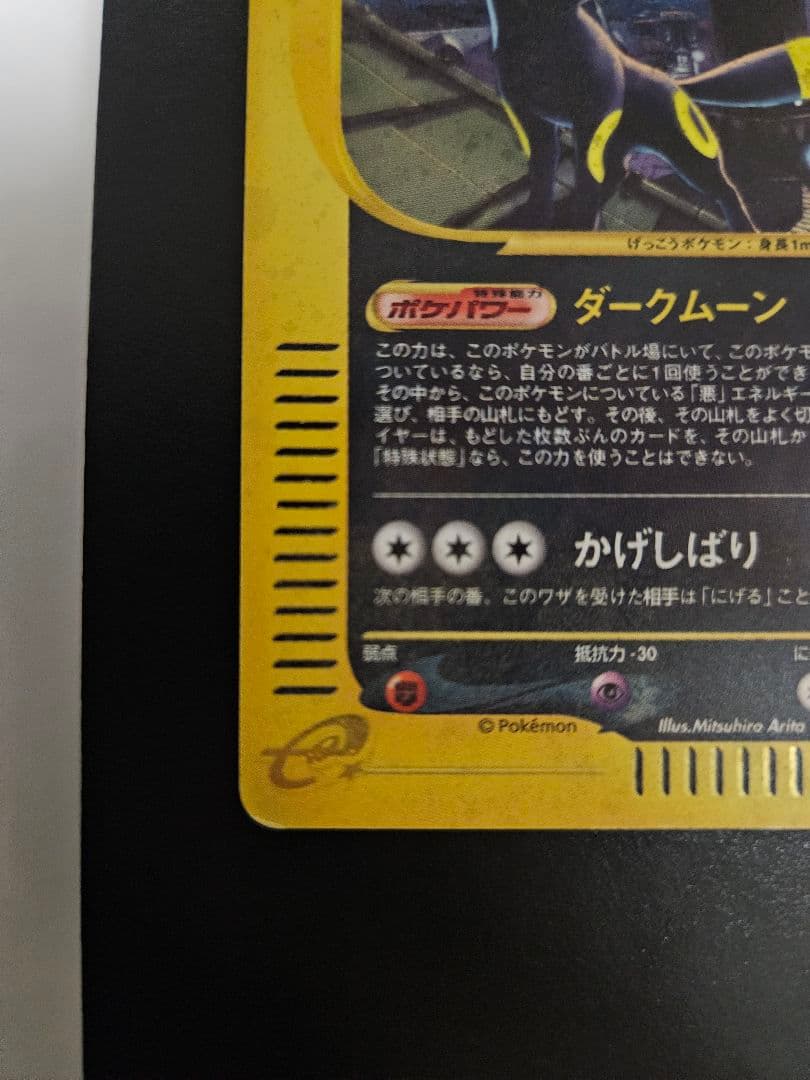 げっこうポケモン：身長1m
特殊能力
ポケパワー ダークムーン
この力は、このポケモンがバトル場にいて、このポケモ
ついているなら、自分の番ごとに1回使うことができ
その中から、このポケモンについている「悪」エネルギー
選び、相手の山札にもどす。その後、その山札をよく切
イヤーは、もどした枚数ぶんのカードを、その山札か
「特殊状態」なら、この力を使うことはできない。
かげしばり
次の相手の番、このワザを受けた相手は「にげる」こと
弱点 抵抗力 -30 に
© Pokémon Illus.Mitsuhiro Arita